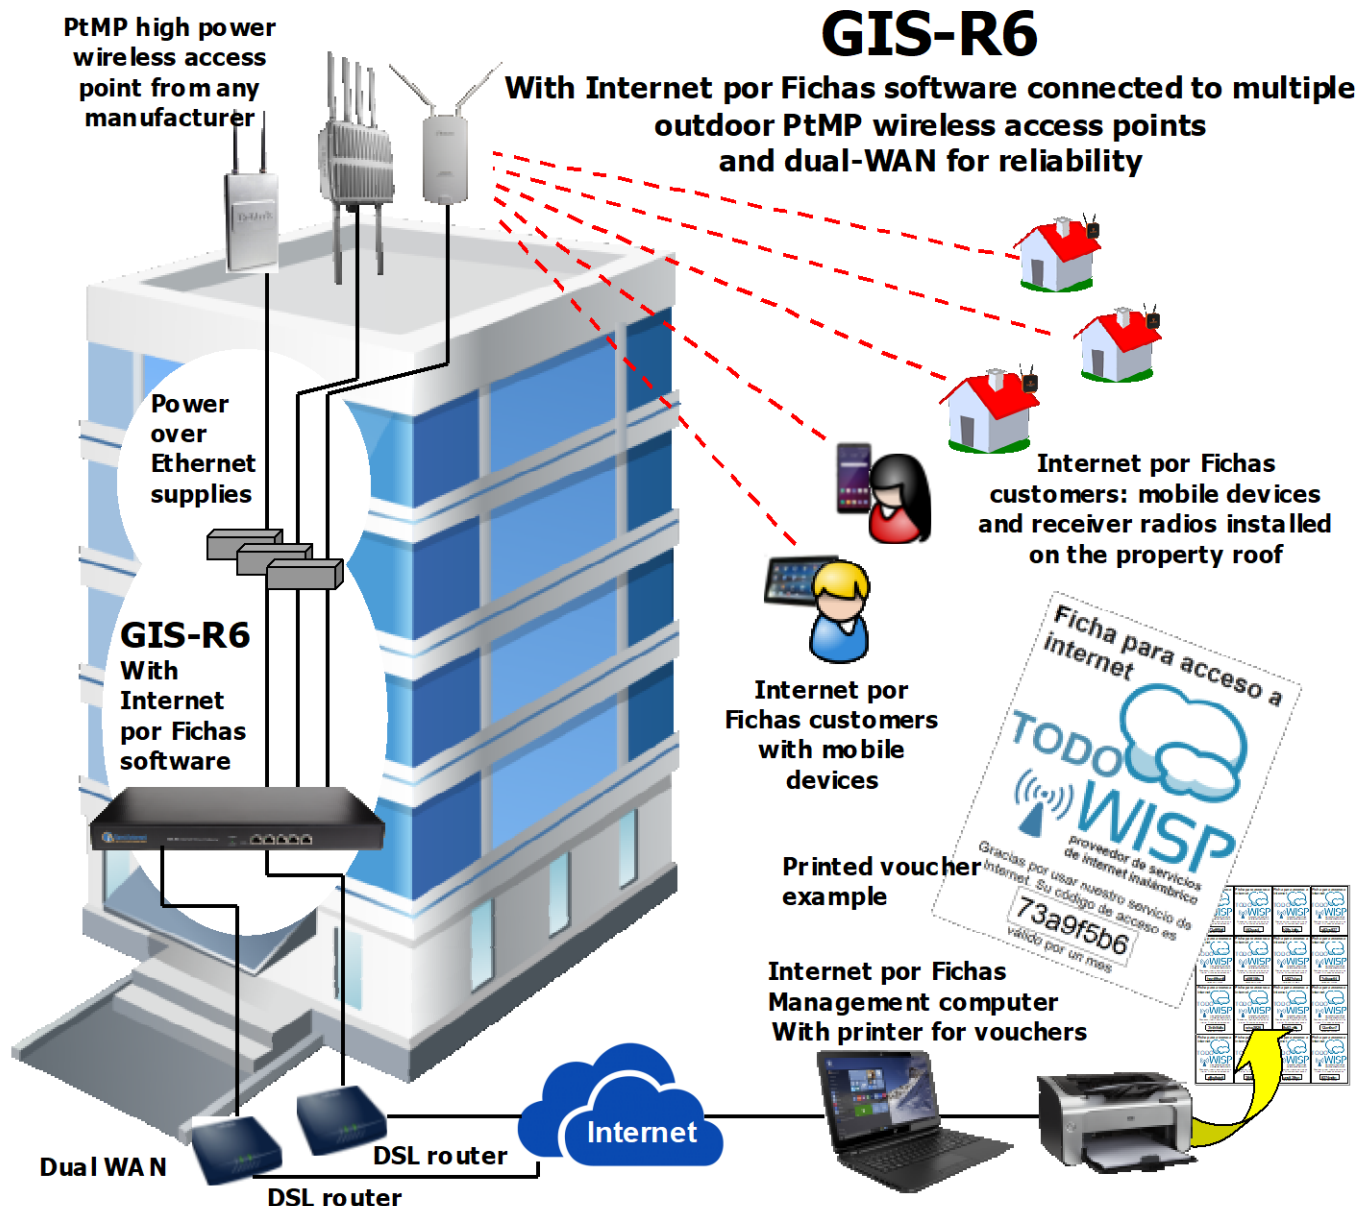 GIS-R6
With Internet por Fichas software connected to multiple
outdoor PtMP wireless access points
and dual-WAN for reliability
PtMP high power
wireless access
point from any
manufacturer
Power
over
Ethernet
supplies
GIS-R6
With
Internet
por Fichas
software
Internet por Fichas
customers: mobile devices
and receiver radios installed
on the property roof
Internet por
Fichas customers
with mobile
devices
Ficha para acceso a
internet
TODO
WISP
proveedor de servicios
de internet inalámbrico
Gracias por usar nuestro servicio de
Internet. Su código de acceso es
73a9f5b6
válido por un mes
Printed voucher
example
Internet por Fichas
Management computer
With printer for vouchers
Internet
Dual WAN
DSL router
DSL router